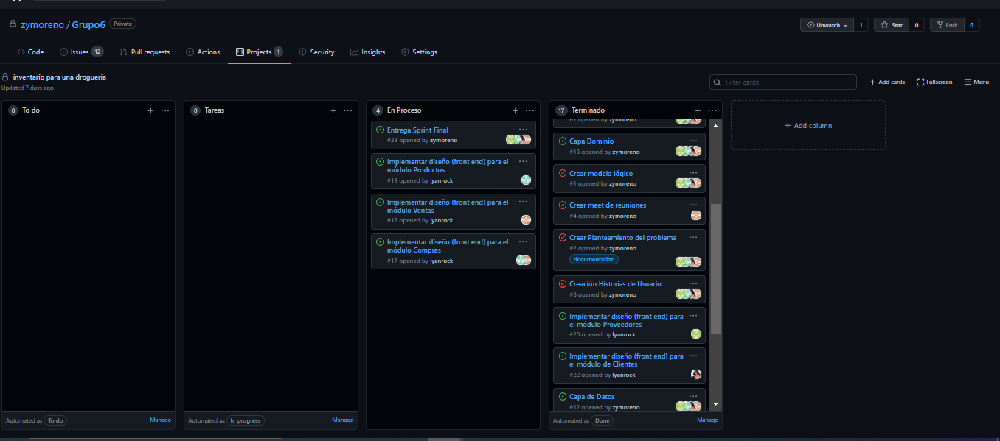 zymoreno / Grupo6 Private
Unwatch 1 Star 0 Fork 0
Code Issues 12 Pull requests Actions Projects 1 Security Insights Settings
inventario para una droguería
Updated 7 days ago
Filter cards
+ Add cards Fullscreen Menu
0 To do + ...
Automated as To do Manage
0 Tareas + ...
Automated as In progress Manage
4 En Proceso + ...
Entrega Sprint Final ...
#23 opened by zymoreno
Implementar diseño (front end) para el ...
módulo Productos
#19 opened by lyanrock
Implementar diseño (front end) para el ...
módulo Ventas
#18 opened by lyanrock
Implementar diseño (front end) para el ...
módulo Compras
#17 opened by lyanrock
17 Terminado + ...
#7 opened by zymoreno
Capa Dominio ...
#13 opened by zymoreno
Crear modelo lógico ...
#1 opened by zymoreno
Crear meet de reuniones ...
#4 opened by zymoreno
Crear Planteamiento del problema ...
#2 opened by zymoreno
documentation
Creación Historias de Usuario ...
#8 opened by zymoreno
Implementar diseño (front end) para ...
el módulo Proveedores
#20 opened by lyanrock
Implementar diseño (front end) para ...
el módulo de Clientes
#22 opened by lyanrock
Capa de Datos ...
#12 opened by zymoreno
Automated as Done Manage
+ Add column